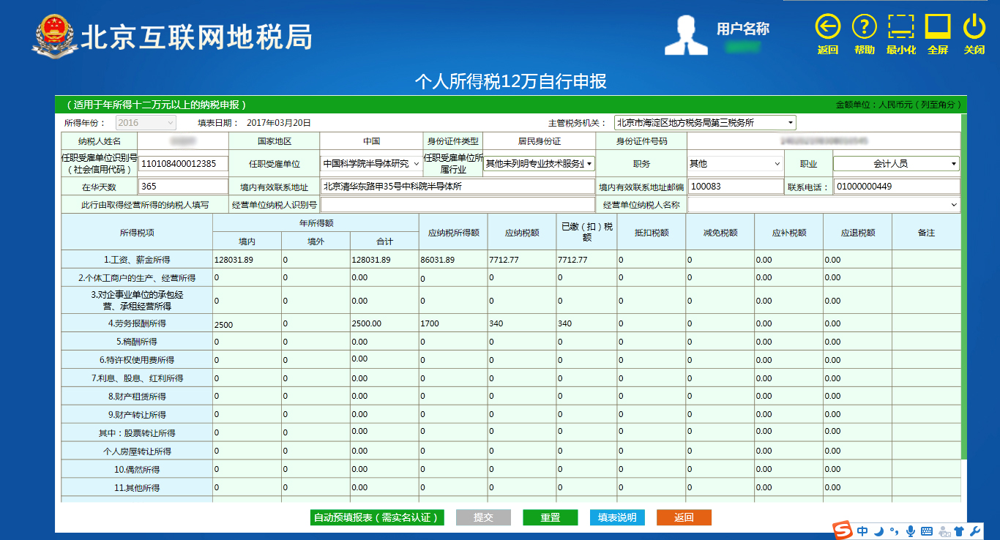 北京互联网地税局
用户名称
返回 帮助 最小化 全屏 关闭
个人所得税12万自行申报
（适用于年所得十二万元以上的纳税申报） 金额单位：人民币元（列至角分）
所得年份： 2016 填表日期： 2017年03月20日 主管税务机关： 北京市海淀区地方税务局第三税务所
纳税人姓名 国家地区 中国 身份证件类型 居民身份证 身份证件号码
任职受雇单位识别号（社会信用代码） 110108400012385 任职受雇单位 中国科学院半导体研究 任职受雇单位所属行业 其他未列明专业技术服务业 职务 其他 职业 会计人员
在华天数 365 境内有效联系地址 北京清华东路甲35号中科院半导体所 境内有效联系地址邮编 100083 联系电话： 01000000449
此行由取得经营所得的纳税人填写 经营单位纳税人识别号 经营单位纳税人名称
所得税项 年所得额 应纳税所得额 应纳税额 已缴（扣）税额 抵扣税额 减免税额 应补税额 应退税额 备注
境内 境外 合计
1.工资、薪金所得 128031.89 0 128031.89 86031.89 7712.77 7712.77 0 0 0.00 0.00
2.个体工商户的生产、经营所得 0 0 0.00 0 0 0 0 0 0.00 0.00
3.对企事业单位的承包经营、承租经营所得 0 0 0.00 0 0 0 0 0 0.00 0.00
4.劳务报酬所得 2500 0 2500.00 1700 340 340 0 0 0.00 0.00
5.稿酬所得 0 0 0.00 0 0 0 0 0 0.00 0.00
6.特许权使用费所得 0 0 0.00 0 0 0 0 0 0.00 0.00
7.利息、股息、红利所得 0 0 0.00 0 0 0 0 0 0.00 0.00
8.财产租赁所得 0 0 0.00 0 0 0 0 0 0.00 0.00
9.财产转让所得 0 0 0.00 0 0 0 0 0 0.00 0.00
其中：股票转让所得 0 0 0.00 0 0 0 0 0 0.00 0.00
个人房屋转让所得 0 0 0.00 0 0 0 0 0 0.00 0.00
10.偶然所得 0 0 0.00 0 0 0 0 0 0.00 0.00
11.其他所得 0 0 0.00 0 0 0 0 0 0.00 0.00
自动预填报表（需实名认证） 提交 重置 填表说明 返回
S 中